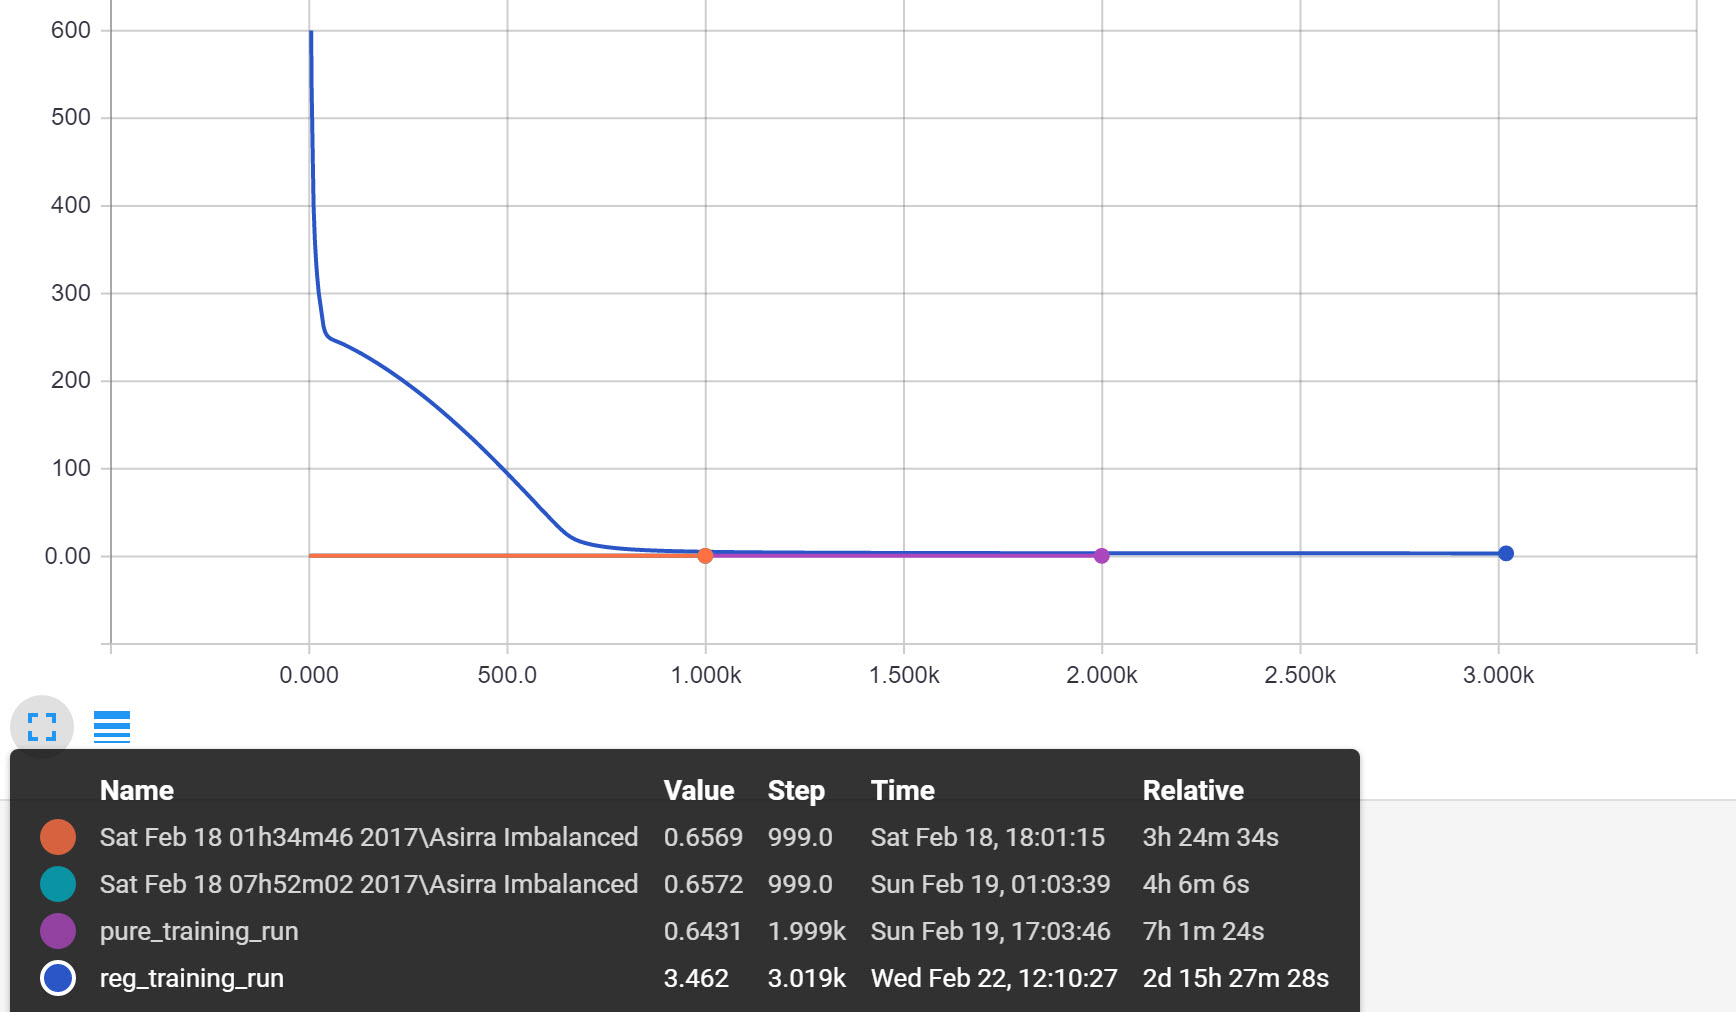 600
500
400
300
200
100
0.00
0.000 500.0 1.000k 1.500k 2.000k 2.500k 3.000k
Name Value Step Time Relative
Sat Feb 18 01h34m46 2017\Asirra Imbalanced 0.6569 999.0 Sat Feb 18, 18:01:15 3h 24m 34s
Sat Feb 18 07h52m02 2017\Asirra Imbalanced 0.6572 999.0 Sun Feb 19, 01:03:39 4h 6m 6s
pure_training_run 0.6431 1.999k Sun Feb 19, 17:03:46 7h 1m 24s
reg_training_run 3.462 3.019k Wed Feb 22, 12:10:27 2d 15h 27m 28s